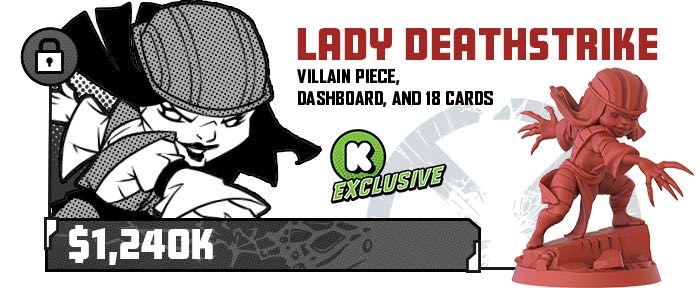 LADY DEATHSTRIKE
VILLAIN PIECE,
DASHBOARD, AND 18 CARDS
K
EXCLUSIVE
$1,240K